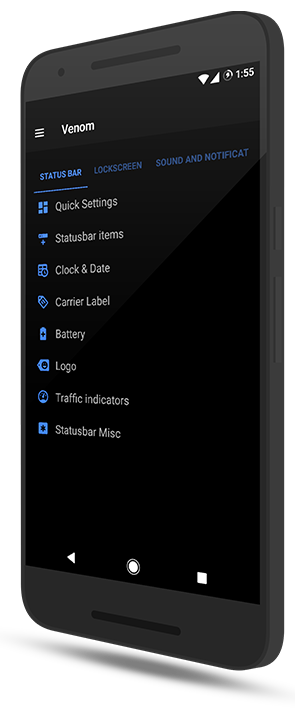 1:55
Venom
STATUS BAR LOCKSCREEN SOUND AND NOTIFICAT
Quick Settings
Statusbar items
Clock & Date
Carrier Label
Battery
Logo
Traffic indicators
Statusbar Misc